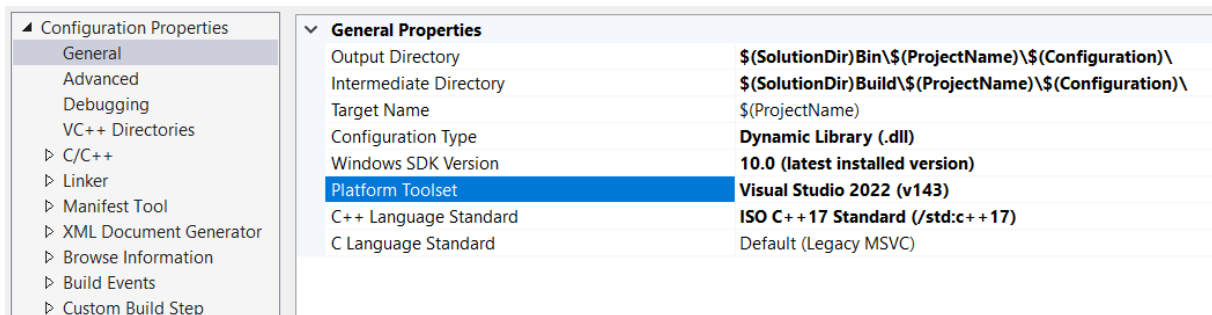 Configuration Properties
General
Advanced
Debugging
VC++ Directories
C/C++
Linker
Manifest Tool
XML Document Generator
Browse Information
Build Events
Custom Build Step
General Properties
Output Directory $(SolutionDir)Bin\$(ProjectName)\$(Configuration)\
Intermediate Directory $(SolutionDir)Build\$(ProjectName)\$(Configuration)\
Target Name $(ProjectName)
Configuration Type Dynamic Library (.dll)
Windows SDK Version 10.0 (latest installed version)
Platform Toolset Visual Studio 2022 (v143)
C++ Language Standard ISO C++17 Standard (/std:c++17)
C Language Standard Default (Legacy MSVC)